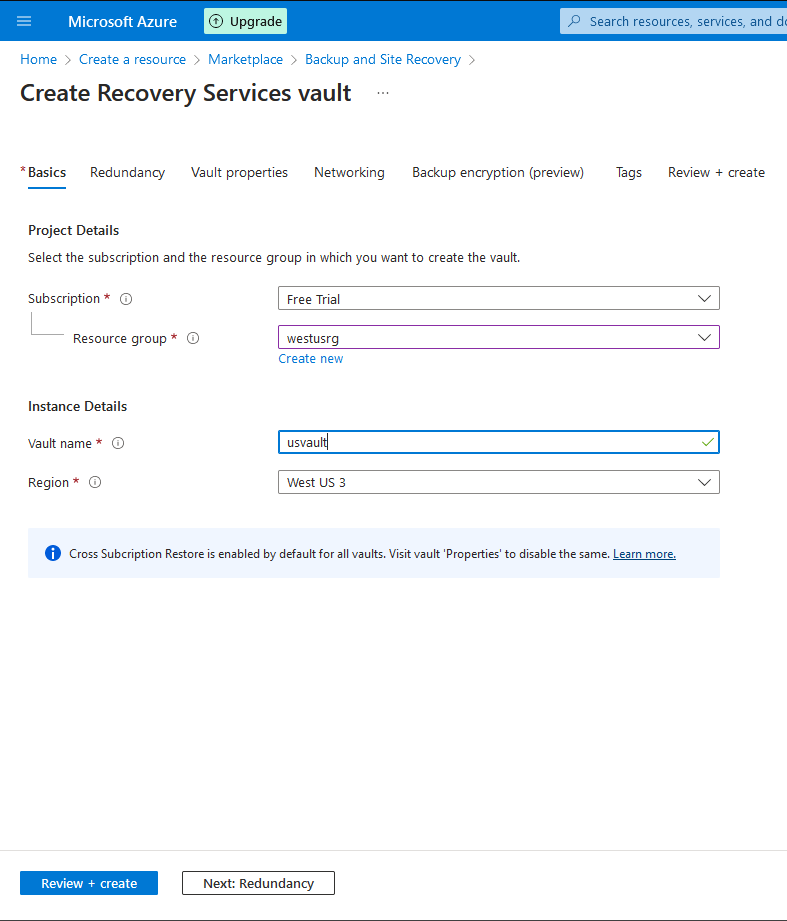 Microsoft Azure Upgrade Search resources, services, and do
Home > Create a resource > Marketplace > Backup and Site Recovery >
Create Recovery Services vault ...
* Basics Redundancy Vault properties Networking Backup encryption (preview) Tags Review + create
Project Details
Select the subscription and the resource group in which you want to create the vault.
Subscription * Free Trial
Resource group * westusrg
Create new
Instance Details
Vault name * usvault
Region * West US 3
Cross Subcription Restore is enabled by default for all vaults. Visit vault 'Properties' to disable the same. Learn more.
Review + create Next: Redundancy